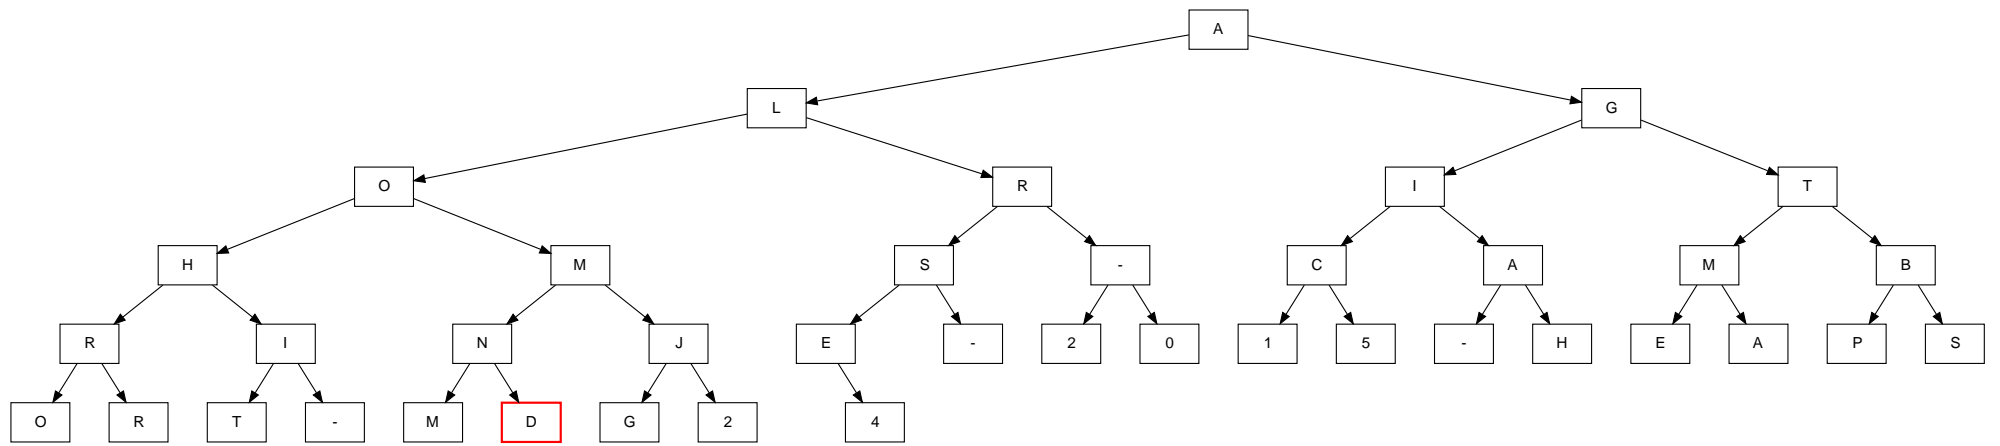 A
L G
O R I T
H M S - C A M B
R I N J E - 2 0 1 5 - H E A P S
O R T - M D G 2 4